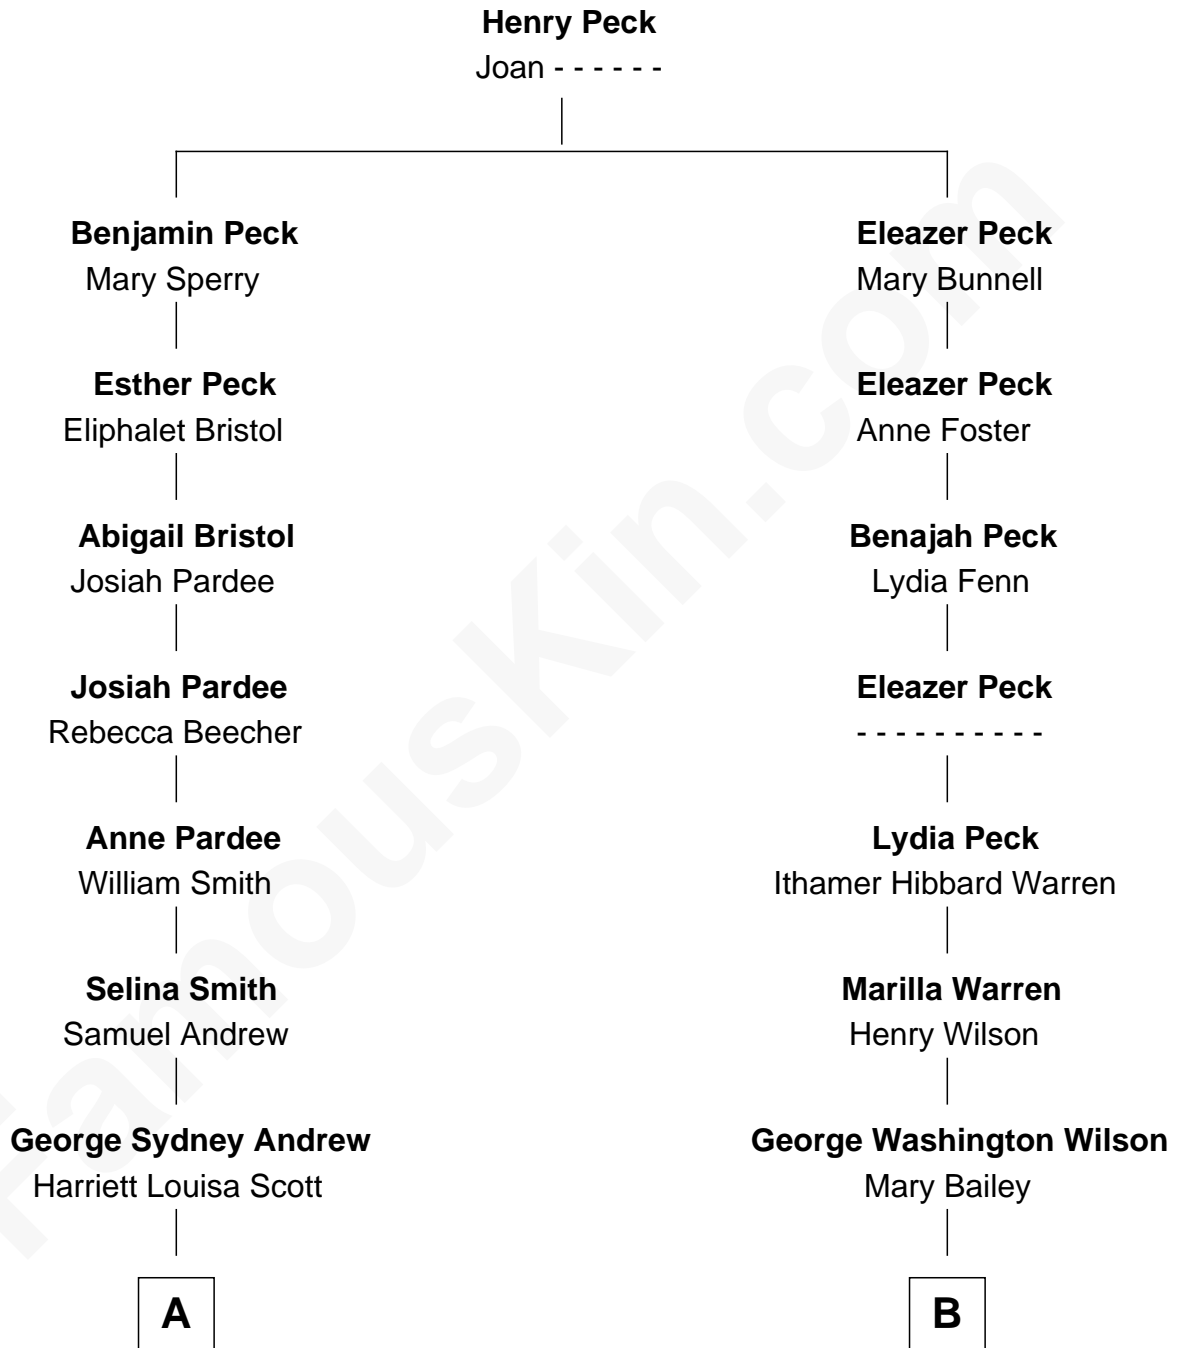 Henry Peck
Joan - - - - - -
Benjamin Peck
Mary Sperry
Eleazer Peck
Mary Bunnell
Esther Peck
Eliphalet Bristol
Eleazer Peck
Anne Foster
Abigail Bristol
Josiah Pardee
Benajah Peck
Lydia Fenn
Josiah Pardee
Rebecca Beecher
Eleazer Peck
- - - - - - - - - -
Anne Pardee
William Smith
Lydia Peck
Ithamer Hibbard Warren
Selina Smith
Samuel Andrew
Marilla Warren
Henry Wilson
George Sydney Andrew
Harriett Louisa Scott
George Washington Wilson
Mary Bailey
A
B
FamousKin.com